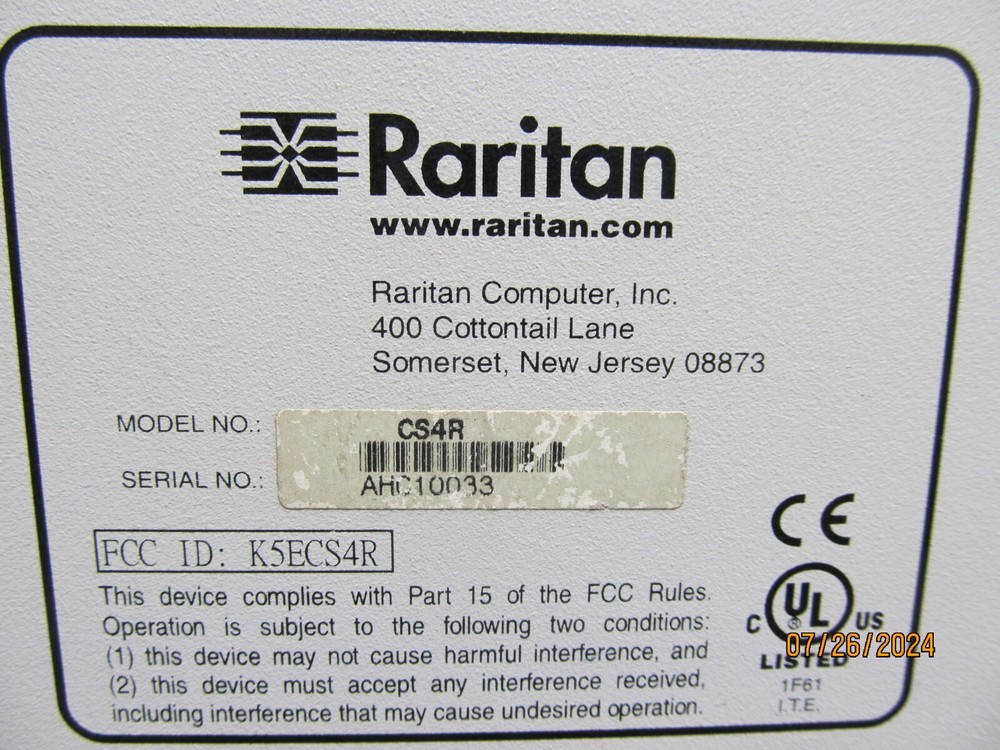 Raritan
www.raritan.com
Raritan Computer, Inc.
400 Cottontail Lane
Somerset, New Jersey 08873
MODEL NO.: CS4R
SERIAL NO.: AHC10033
FCC ID: K5ECS4R
This device complies with Part 15 of the FCC Rules.
Operation is subject to the following two conditions:
(1) this device may not cause harmful interference, and
(2) this device must accept any interference received,
including interference that may cause undesired operation.
CE
C UL ® US
LISTED
1F61
I.T.E.
07/26/2024